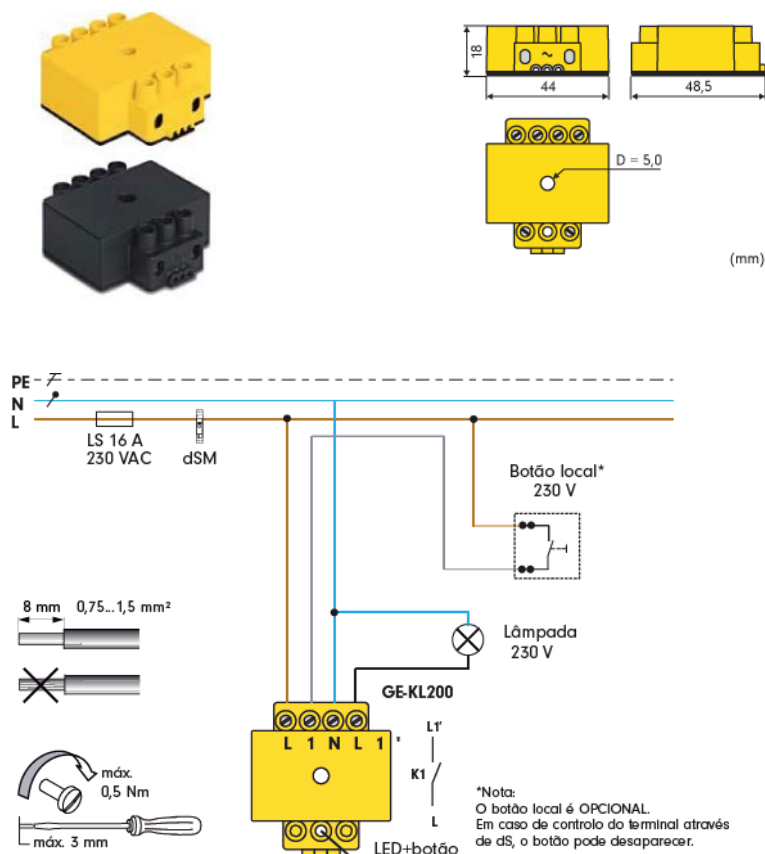 18
44
48,5
D = 5,0
(mm)
PE
N
L
LS 16 A
230 VAC
dSM
Botão local*
230 V
8 mm 0,75...1,5 mm²
Lâmpada
230 V
GE-KL200
L 1 N L 1 '
L1'
K1
L
máx.
0,5 Nm
máx. 3 mm
LED+botão
*Nota:
O botão local é OPCIONAL.
Em caso de controlo do terminal através
de dS, o botão pode desaparecer.